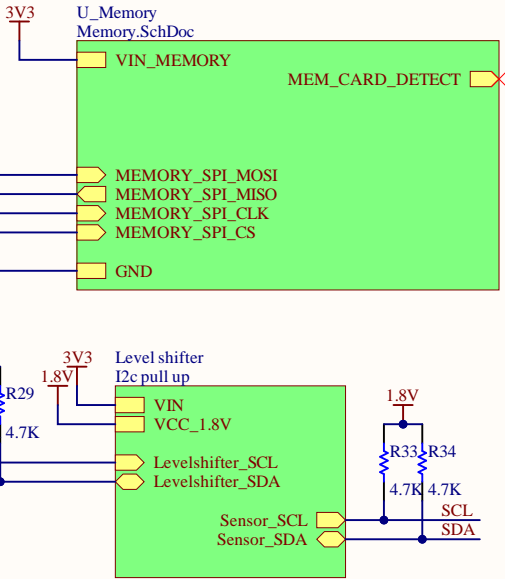 3V3
U_Memory
Memory.SchDoc
VIN_MEMORY
MEM_CARD_DETECT
MEMORY_SPI_MOSI
MEMORY_SPI_MISO
MEMORY_SPI_CLK
MEMORY_SPI_CS
GND
3V3
Level shifter
1.8V
I2c pull up
R29
4.7K
VIN
VCC_1.8V
1.8V
Levelshifter_SCL
Levelshifter_SDA
R33
R34
4.7K
4.7K
Sensor_SCL
SCL
Sensor_SDA
SDA